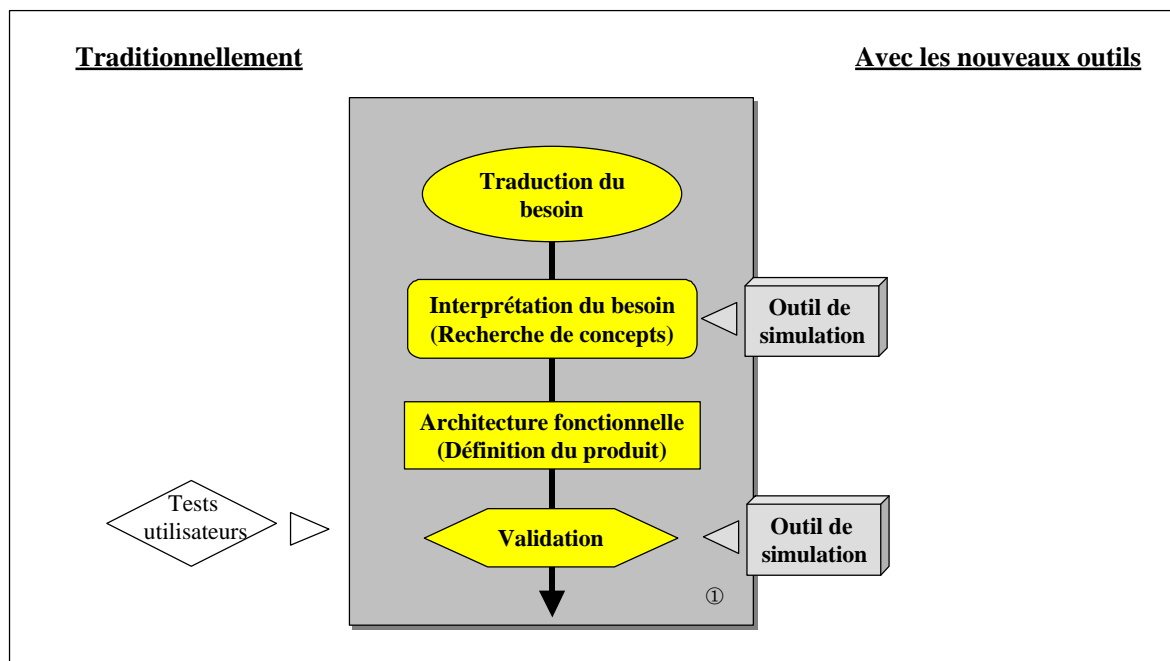 Traditionnellement
Avec les nouveaux outils
Traduction du
besoin
Interprétation du besoin
(Recherche de concepts)
Outil de
simulation
Architecture fonctionnelle
(Définition du produit)
Tests
utilisateurs
Validation
Outil de
simulation
①